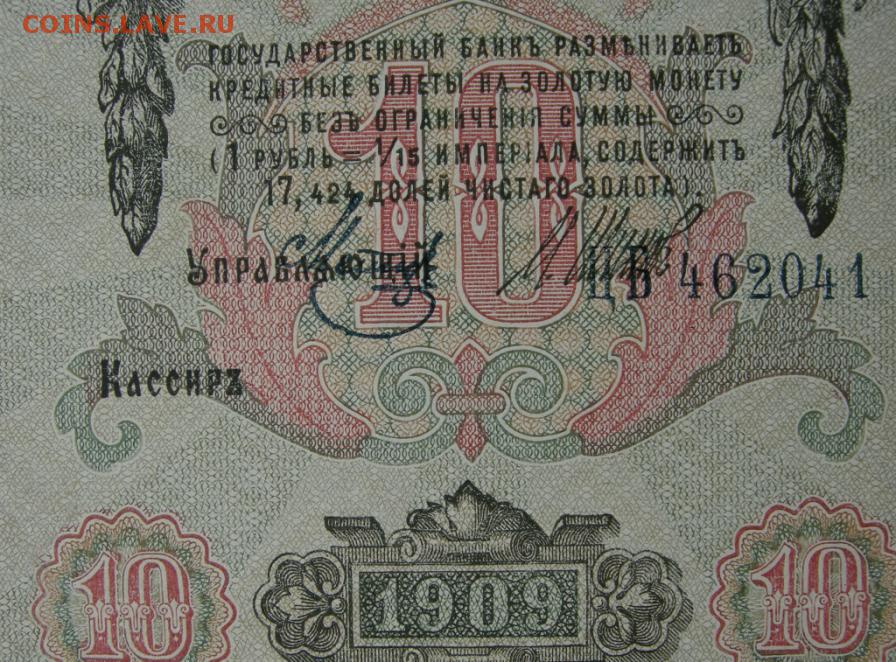 COINS.LAVE.RU
ГОСУДАРСТВЕННЫЙ БАНКЪ РАЗМѢНИВАЕТЪ
КРЕДИТНЫЕ БИЛЕТЫ НА ЗОЛОТУЮ МОНЕТУ
БЕЗЪ ОГРАНИЧЕНІЯ СУММЫ
(1 РУБЛЬ = 1/15 ИМПЕРІАЛА, СОДЕРЖИТЪ
17,424 ДОЛЕЙ ЧИСТАГО ЗОЛОТА).
10
Управляющій
ЦБ 462041
Кассиръ
10 1909 10